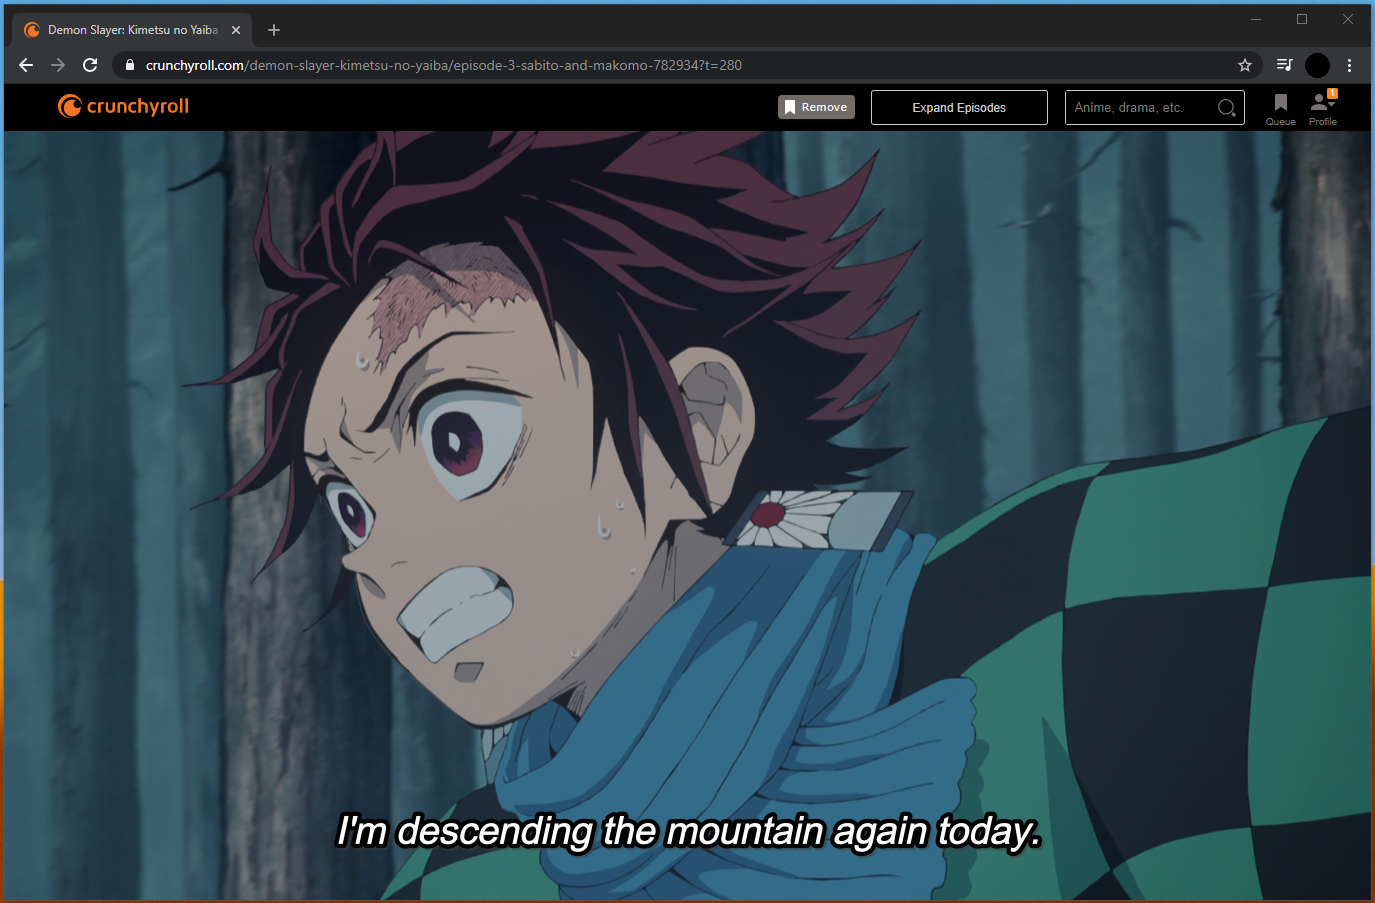 Demon Slayer: Kimetsu no Yaiba
crunchyroll.com/demon-slayer-kimetsu-no-yaiba/episode-3-sabito-and-makomo-782934?t=280
crunchyroll
Remove
Expand Episodes
Anime, drama, etc.
Queue
1
Profile
I'm descending the mountain again today.